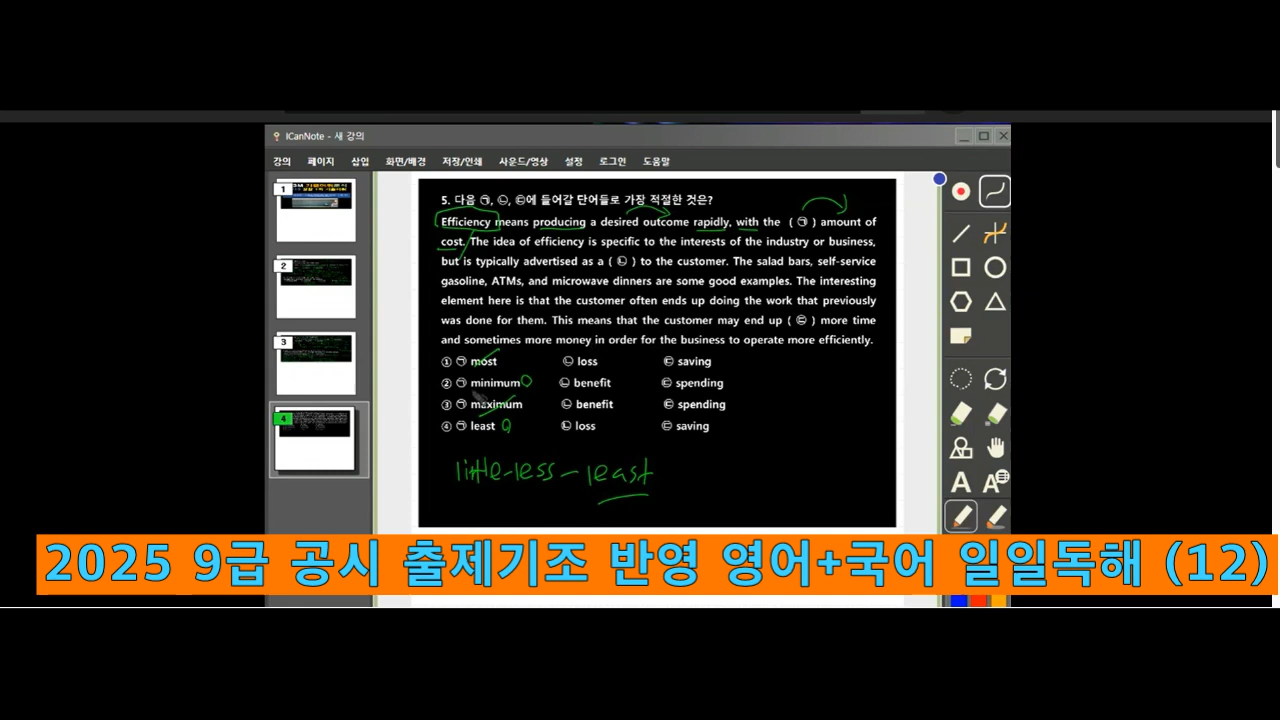 ICanNote - 새 강의
강의 페이지 삽입 화면/배경 저장/인쇄 사운드/영상 설정 로그인 도움말
1
2
3
4
5. 다음 ㉠, ㉡, ㉢에 들어갈 단어들로 가장 적절한 것은?
Efficiency means producing a desired outcome rapidly, with the ( ㉠ ) amount of
cost. The idea of efficiency is specific to the interests of the industry or business,
but is typically advertised as a ( ㉡ ) to the customer. The salad bars, self-service
gasoline, ATMs, and microwave dinners are some good examples. The interesting
element here is that the customer often ends up doing the work that previously
was done for them. This means that the customer may end up ( ㉢ ) more time
and sometimes more money in order for the business to operate more efficiently.
① ㉠ most ㉡ loss ㉢ saving
② ㉠ minimum ㉡ benefit ㉢ spending
③ ㉠ maximum ㉡ benefit ㉢ spending
④ ㉠ least ㉡ loss ㉢ saving
little-less-least
2025 9급 공시 출제기조 반영 영어+국어 일일독해 (12)